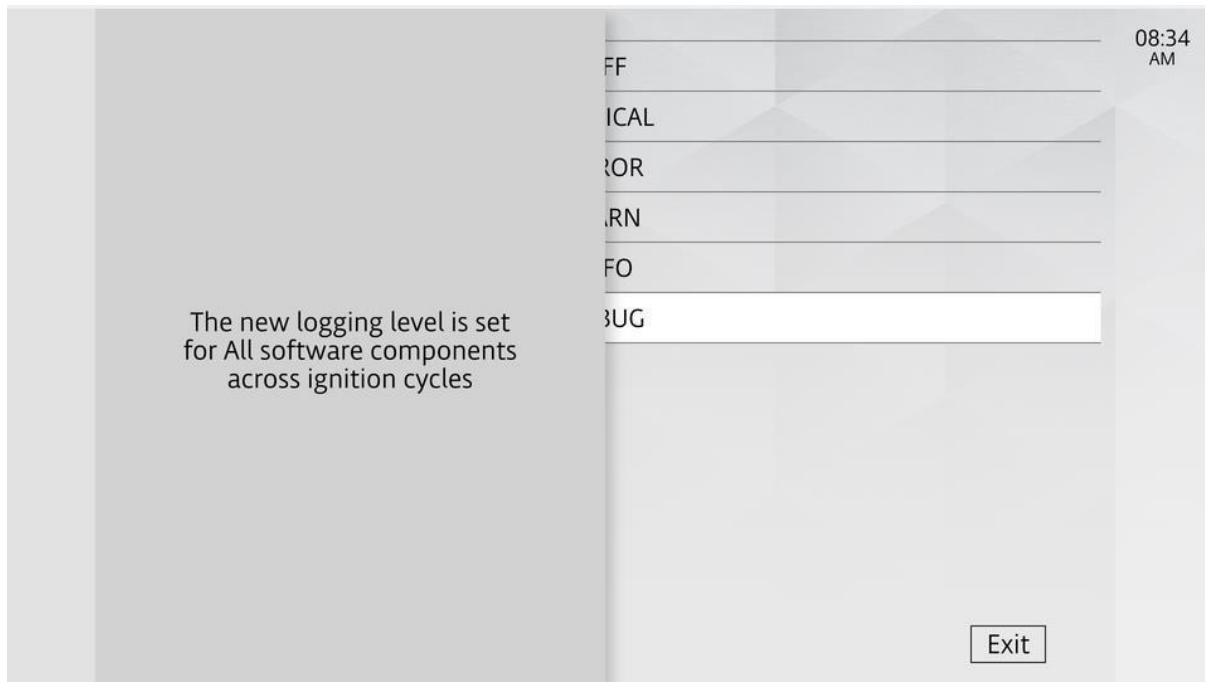 The new logging level is set
for All software components
across ignition cycles
FF
ICAL
ROR
ARN
FO
BUG
08:34
AM
Exit